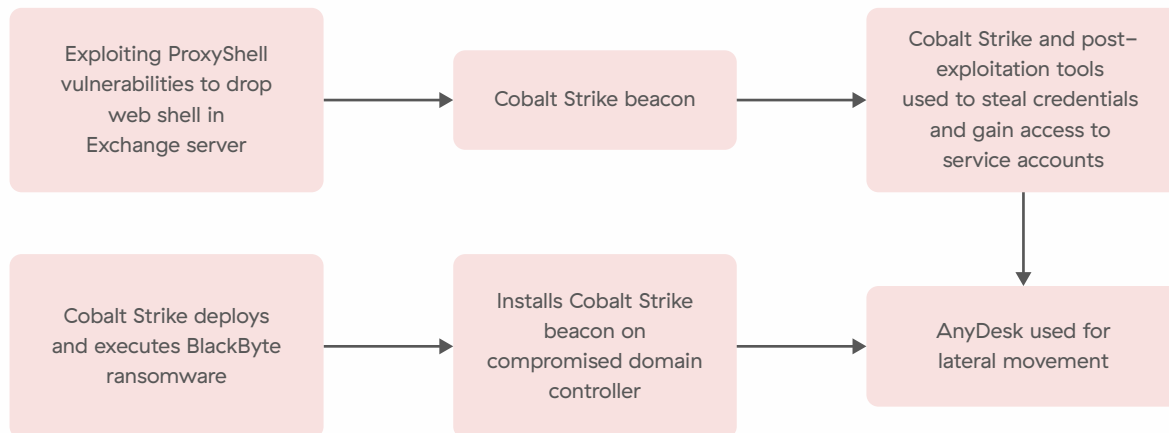 Exploiting ProxyShell
vulnerabilities to drop
web shell in
Exchange server
Cobalt Strike beacon
Cobalt Strike and post–
exploitation tools
used to steal credentials
and gain access to
service accounts
Cobalt Strike deploys
and executes BlackByte
ransomware
Installs Cobalt Strike
beacon on
compromised domain
controller
AnyDesk used for
lateral movement